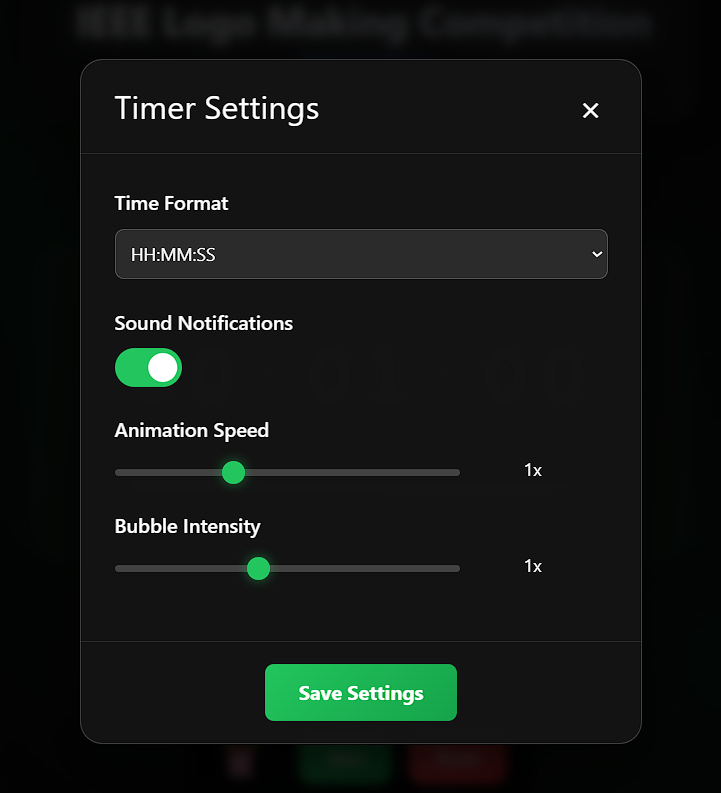 IEEE Logo Making Competition
Timer Settings
×
Time Format
HH:MM:SS
Sound Notifications
Animation Speed
1x
Bubble Intensity
1x
Save Settings